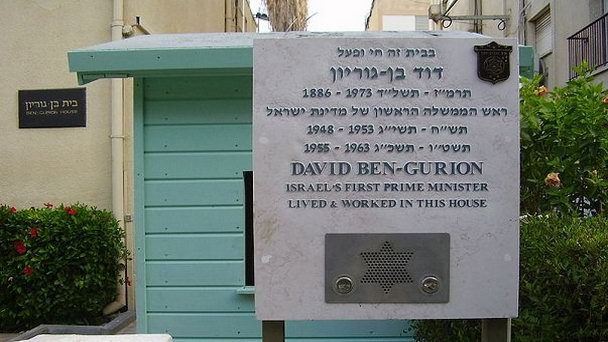 בבית זה חי ופעל
דוד בן-גוריון
תרמ״ז - תשל״ד 1973 - 1886
ראש הממשלה הראשון של מדינת ישראל
תש״ח - תשי״ג 1953 - 1948
תשט״ו - תשכ״ג 1963 - 1955
DAVID BEN-GURION
ISRAEL'S FIRST PRIME MINISTER
LIVED & WORKED IN THIS HOUSE
בית בן גוריון
BEN-GURION HOUSE